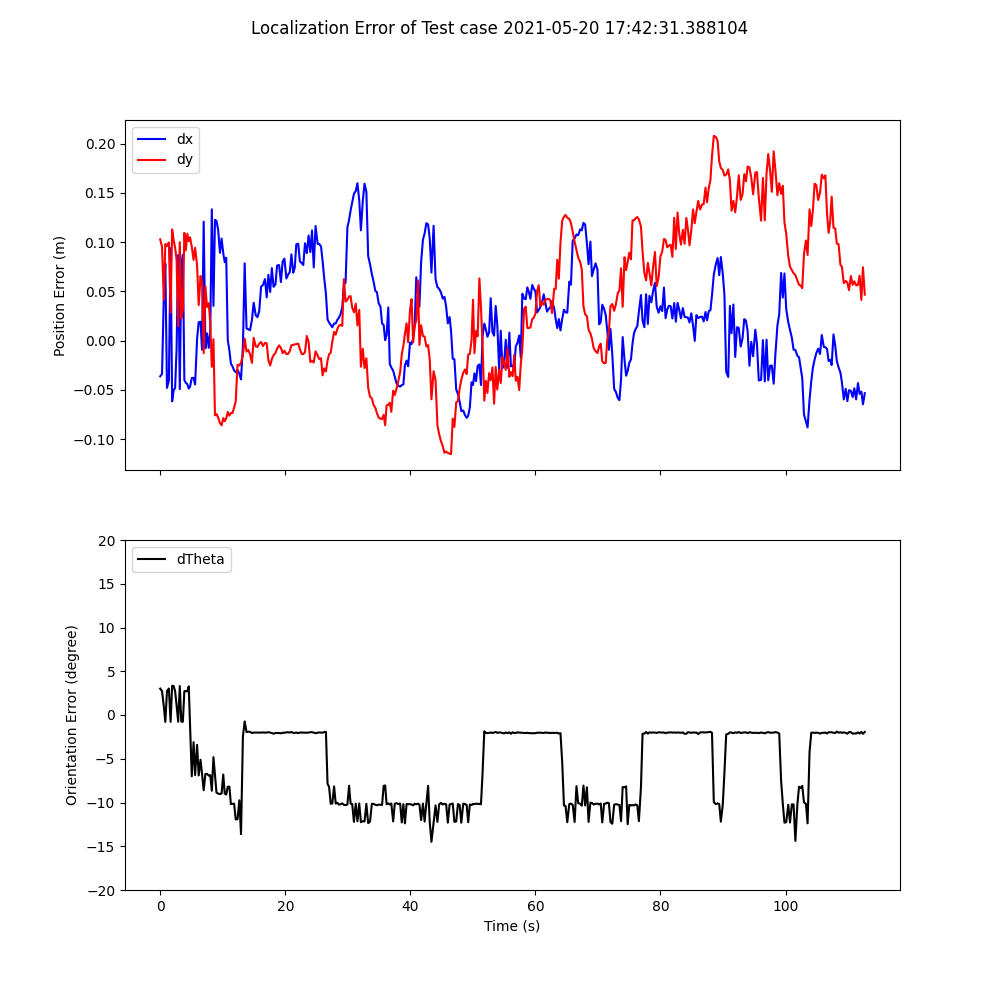 Localization Error of Test case 2021-05-20 17:42:31.388104
dx
dy
Position Error (m)
0.20
0.15
0.10
0.05
0.00
−0.05
−0.10
dTheta
Orientation Error (degree)
20
15
10
5
0
−5
−10
−15
−20
0 20 40 60 80 100
Time (s)